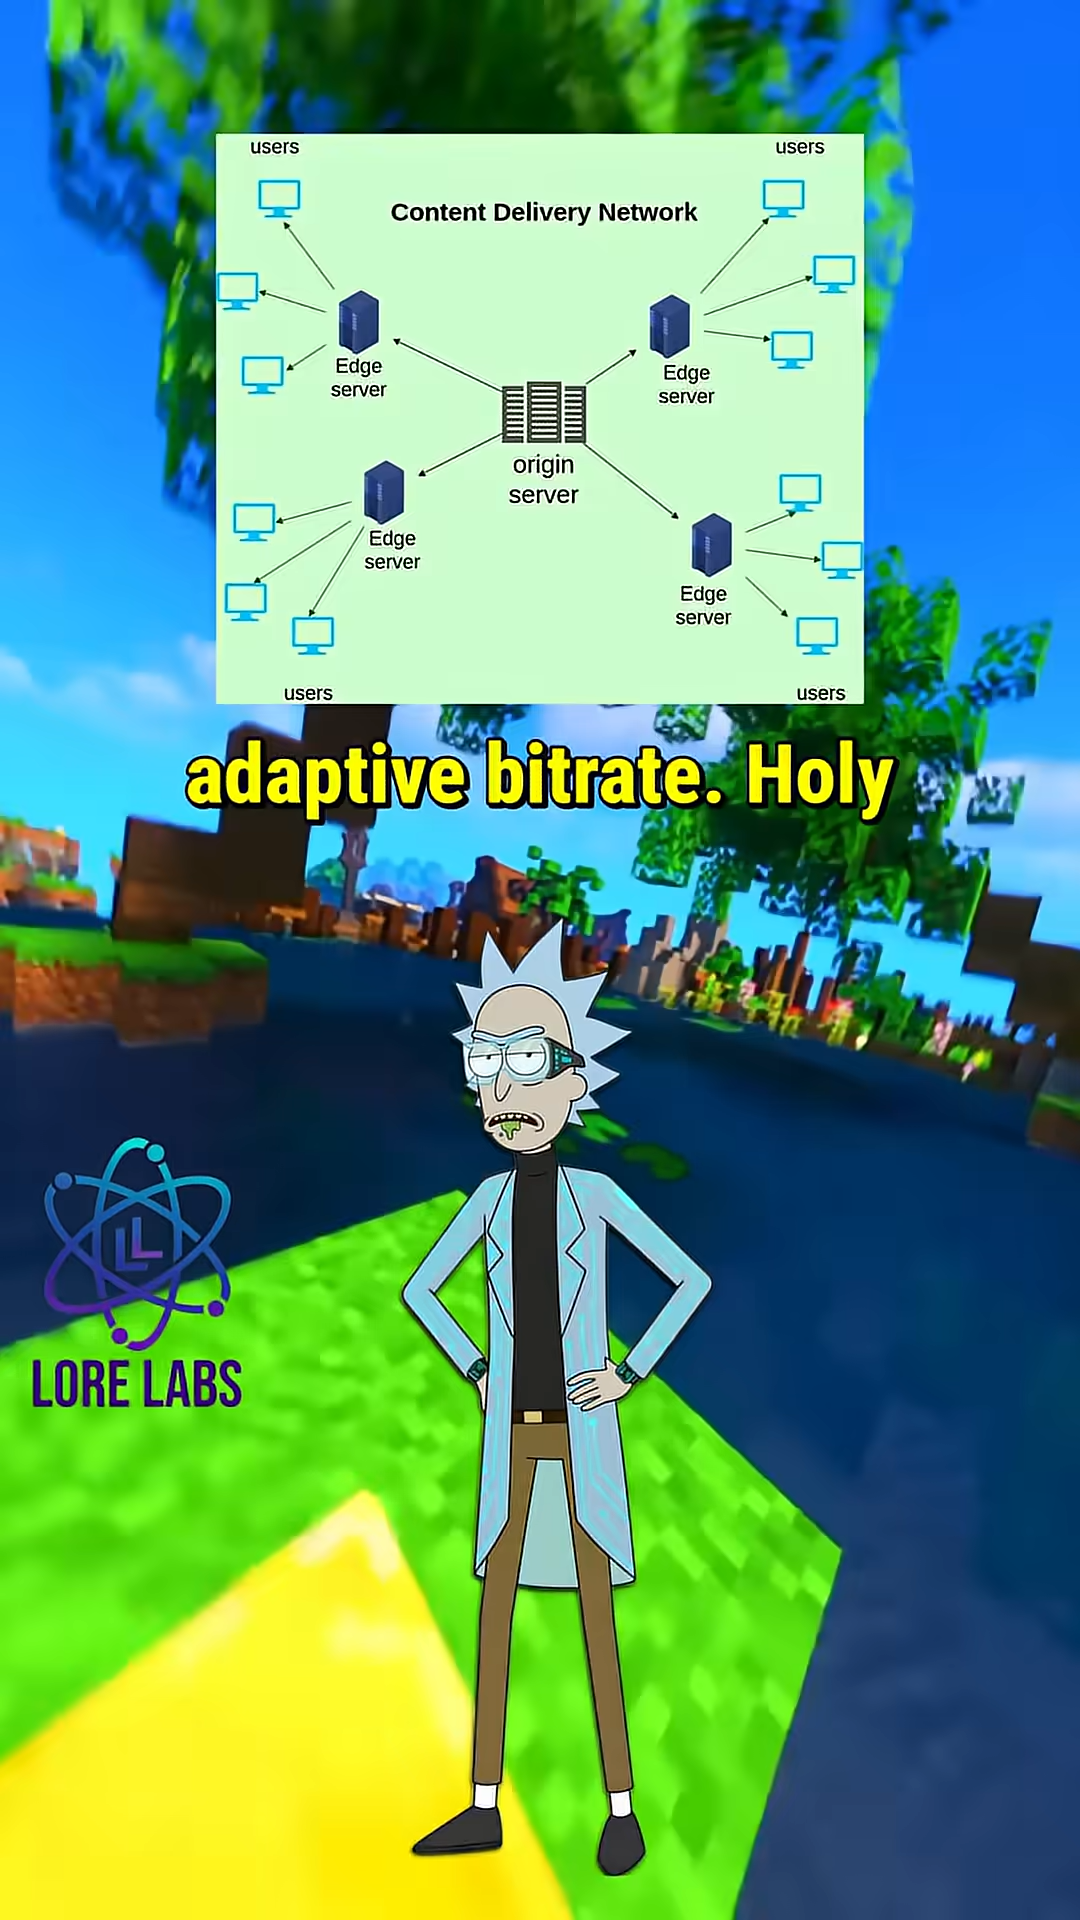 users
users
Content Delivery Network
Edge
server
Edge
server
origin
server
Edge
server
Edge
server
users
users
adaptive bitrate. Holy
LL
LORE LABS